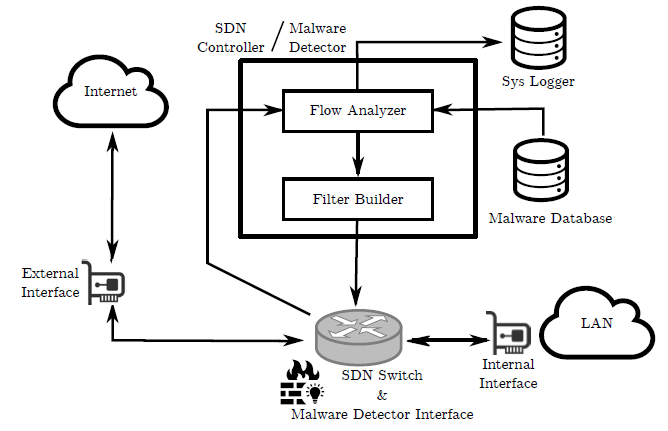 SDN / Malware
Controller Detector
Sys Logger
Internet
Flow Analyzer
Filter Builder
Malware Database
External
Interface
LAN
Internal
Interface
SDN Switch
&
Malware Detector Interface